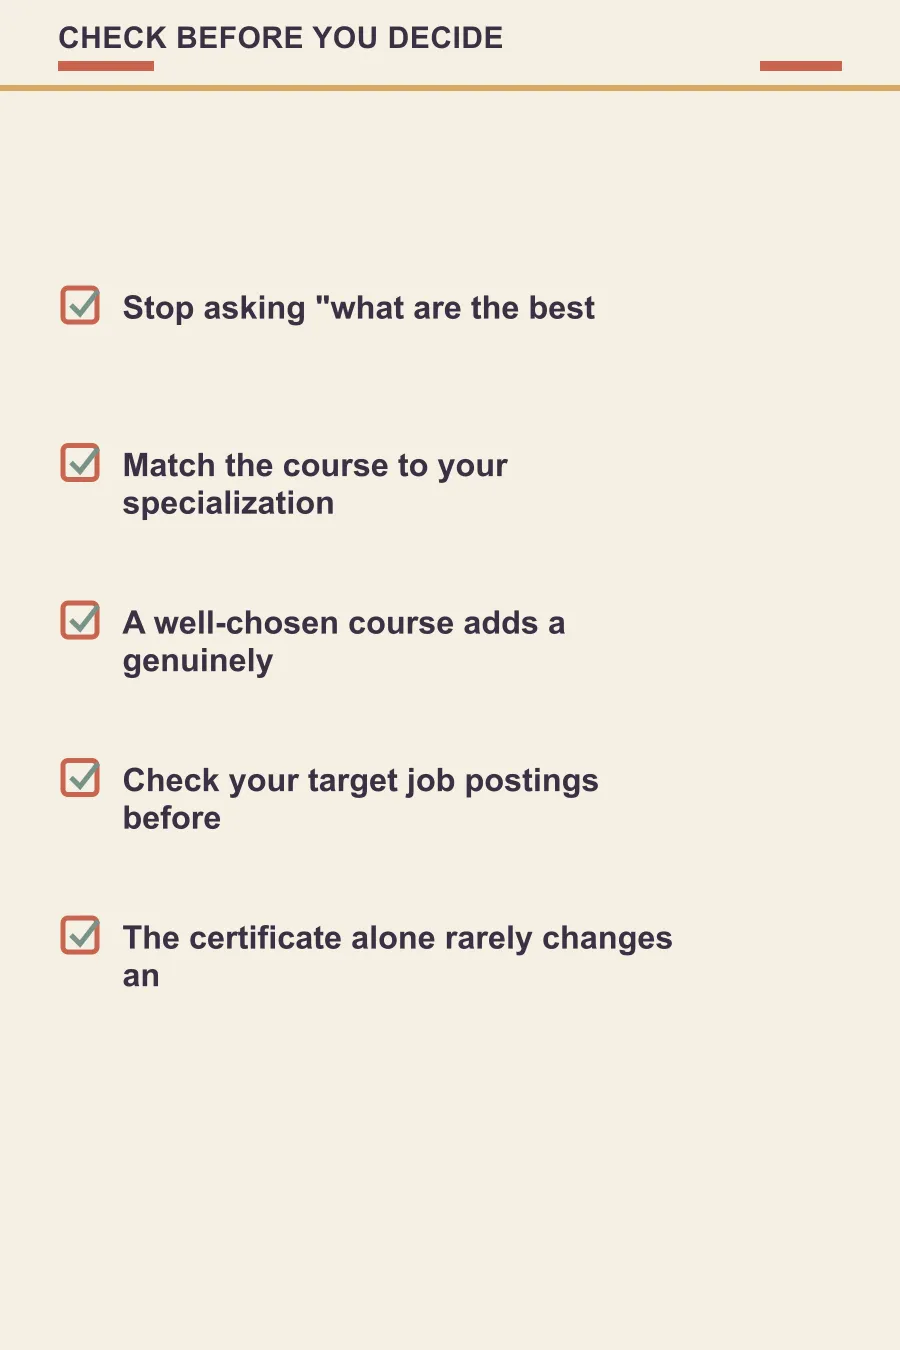 CHECK BEFORE YOU DECIDE
Stop asking "what are the best
Match the course to your
specialization
A well-chosen course adds a
genuinely
Check your target job postings
before
The certificate alone rarely changes
an